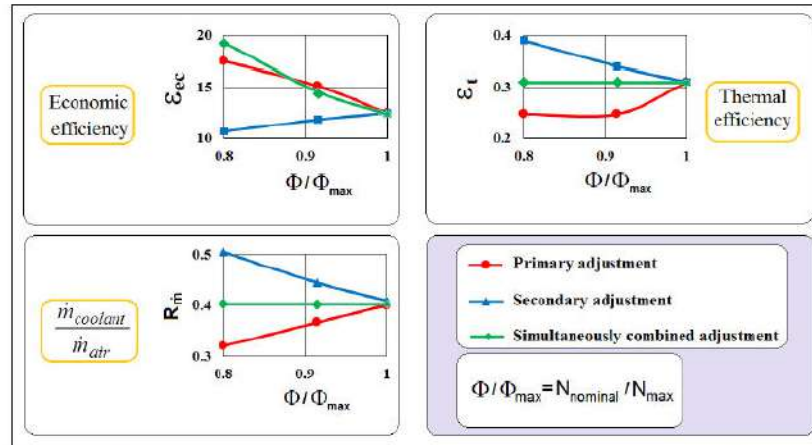 Economic
efficiency
ε_ec
20
15
10
0.8
0.9
1
Φ/Φ_max
ε_t
0.4
0.3
0.2
0.8
0.9
1
Φ/Φ_max
Thermal
efficiency
ṁ_coolant
ṁ_air
R_ṁ
0.5
0.4
0.3
0.8
0.9
1
Φ/Φ_max
Primary adjustment
Secondary adjustment
Simultaneously combined adjustment
Φ/Φ_max=N_nominal/N_max